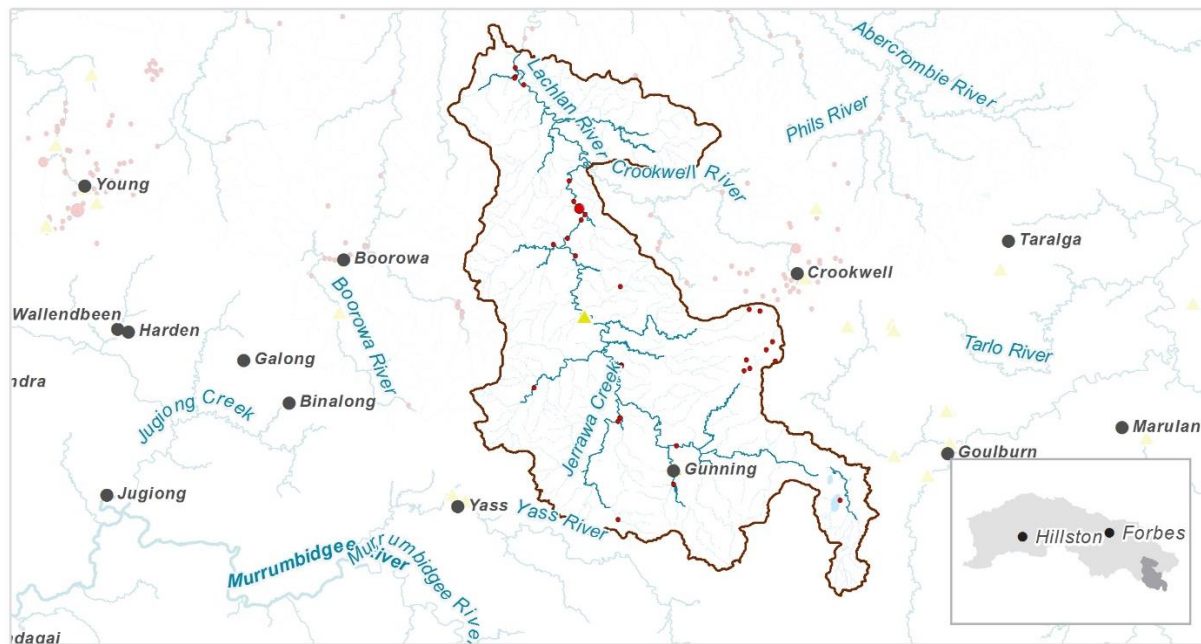 Abercrombie River
Lachlan River
Phils River
Crookwell River
Young
Taralga
Boorowa
Crookwell
Wallendbeen
Harden
Boorowa River
Tarlo River
Galong
ndra
Jerrawa Creek
Binalong
Jugiong Creek
Marulan
Goulburn
Gunning
Jugiong
Yass
Yass River
Forbes
Hillston
Murrumbidgee River
Murrumbidgee River
ndagai